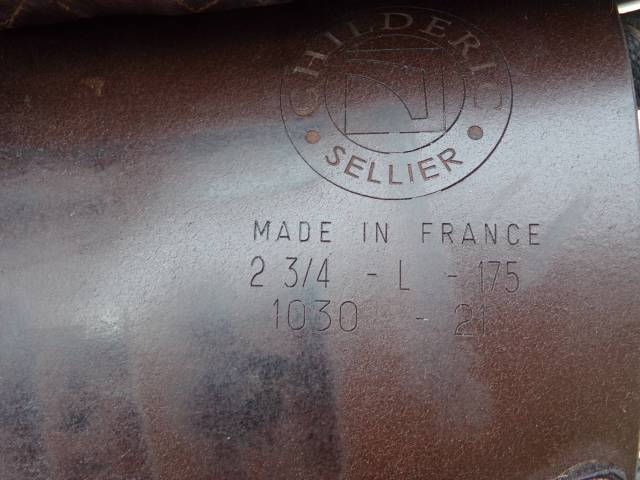 CHILDERIC
SELLIER
MADE IN FRANCE
2 3/4 - L - 175
1030 - 21